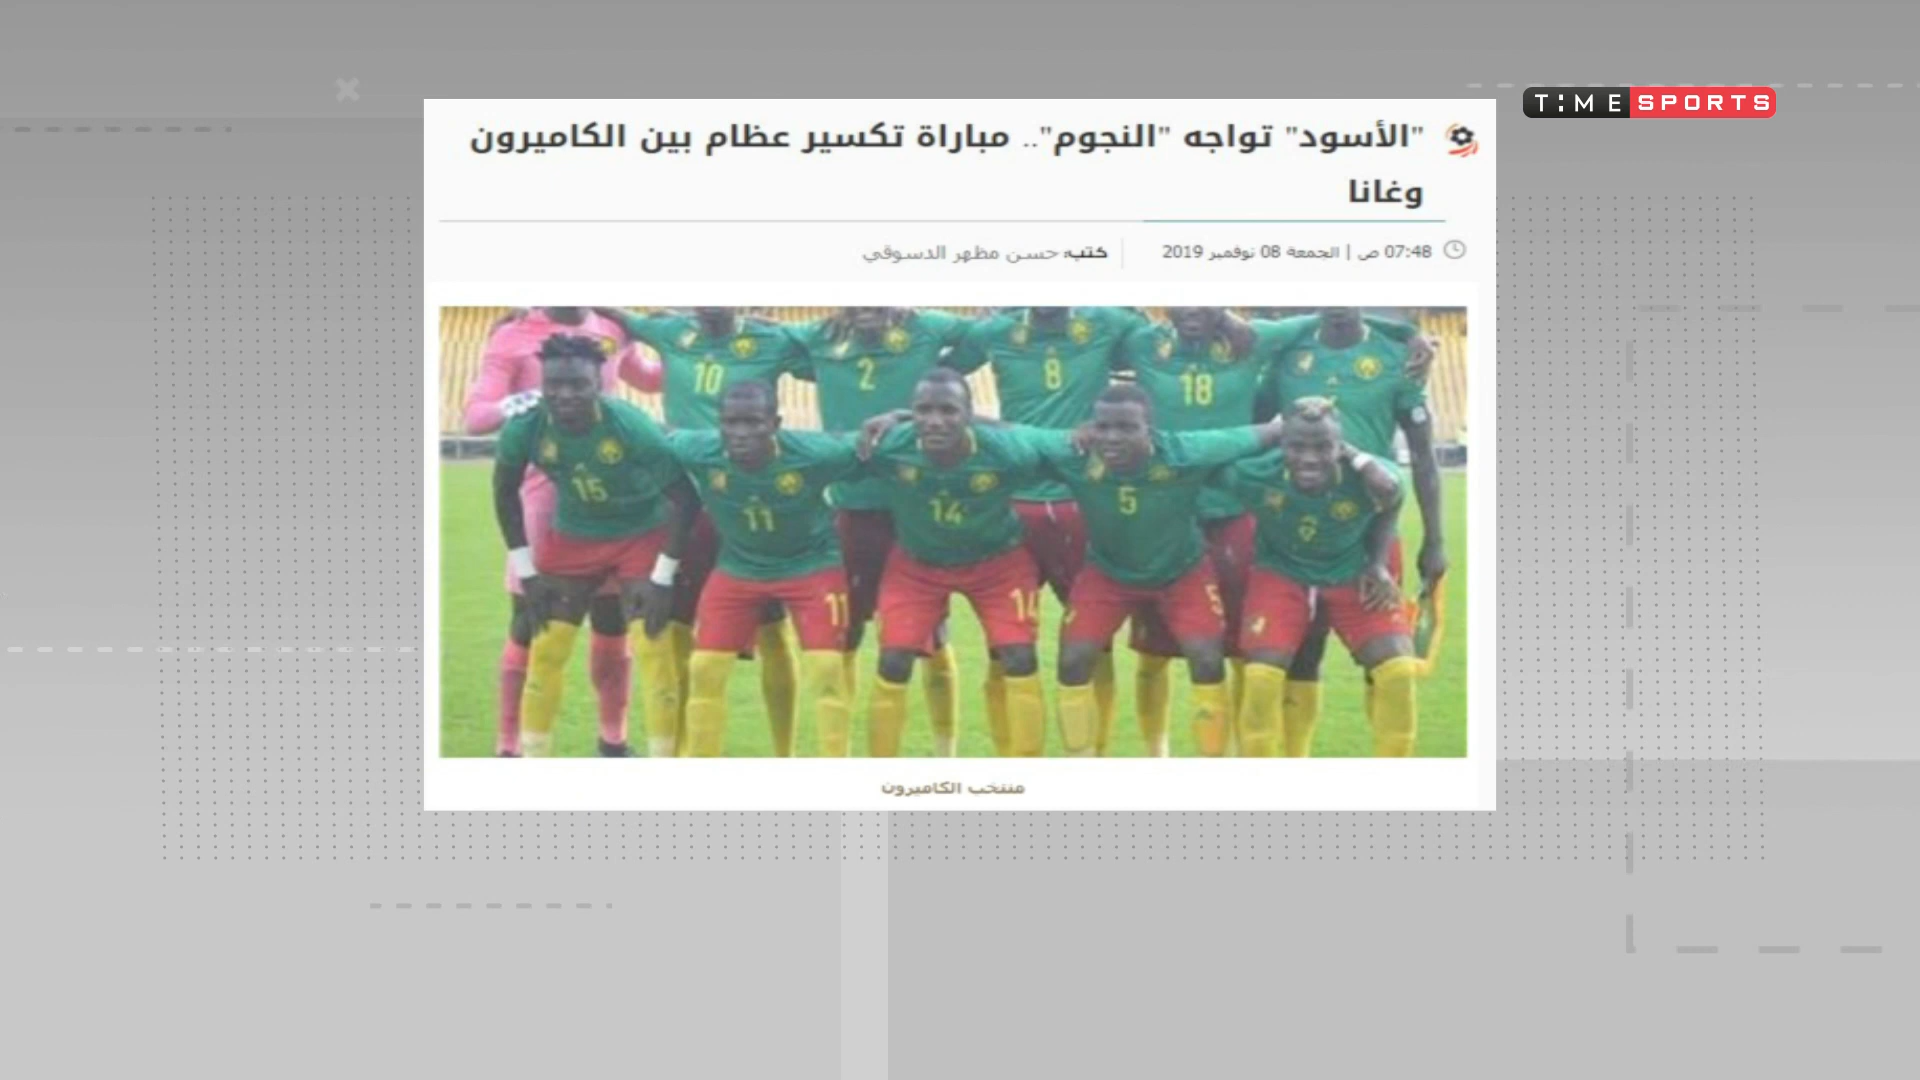 TIME SPORTS
"الأسود" تواجه "النجوم".. مباراة تكسير عظام بين الكاميرون
وغانا
07:48 ص | الجمعة 08 نوفمبر 2019
كتب: حسن مظهر الدسوقي
10
2
8
18
15
11
14
5
11
14
5
منتخب الكاميرون